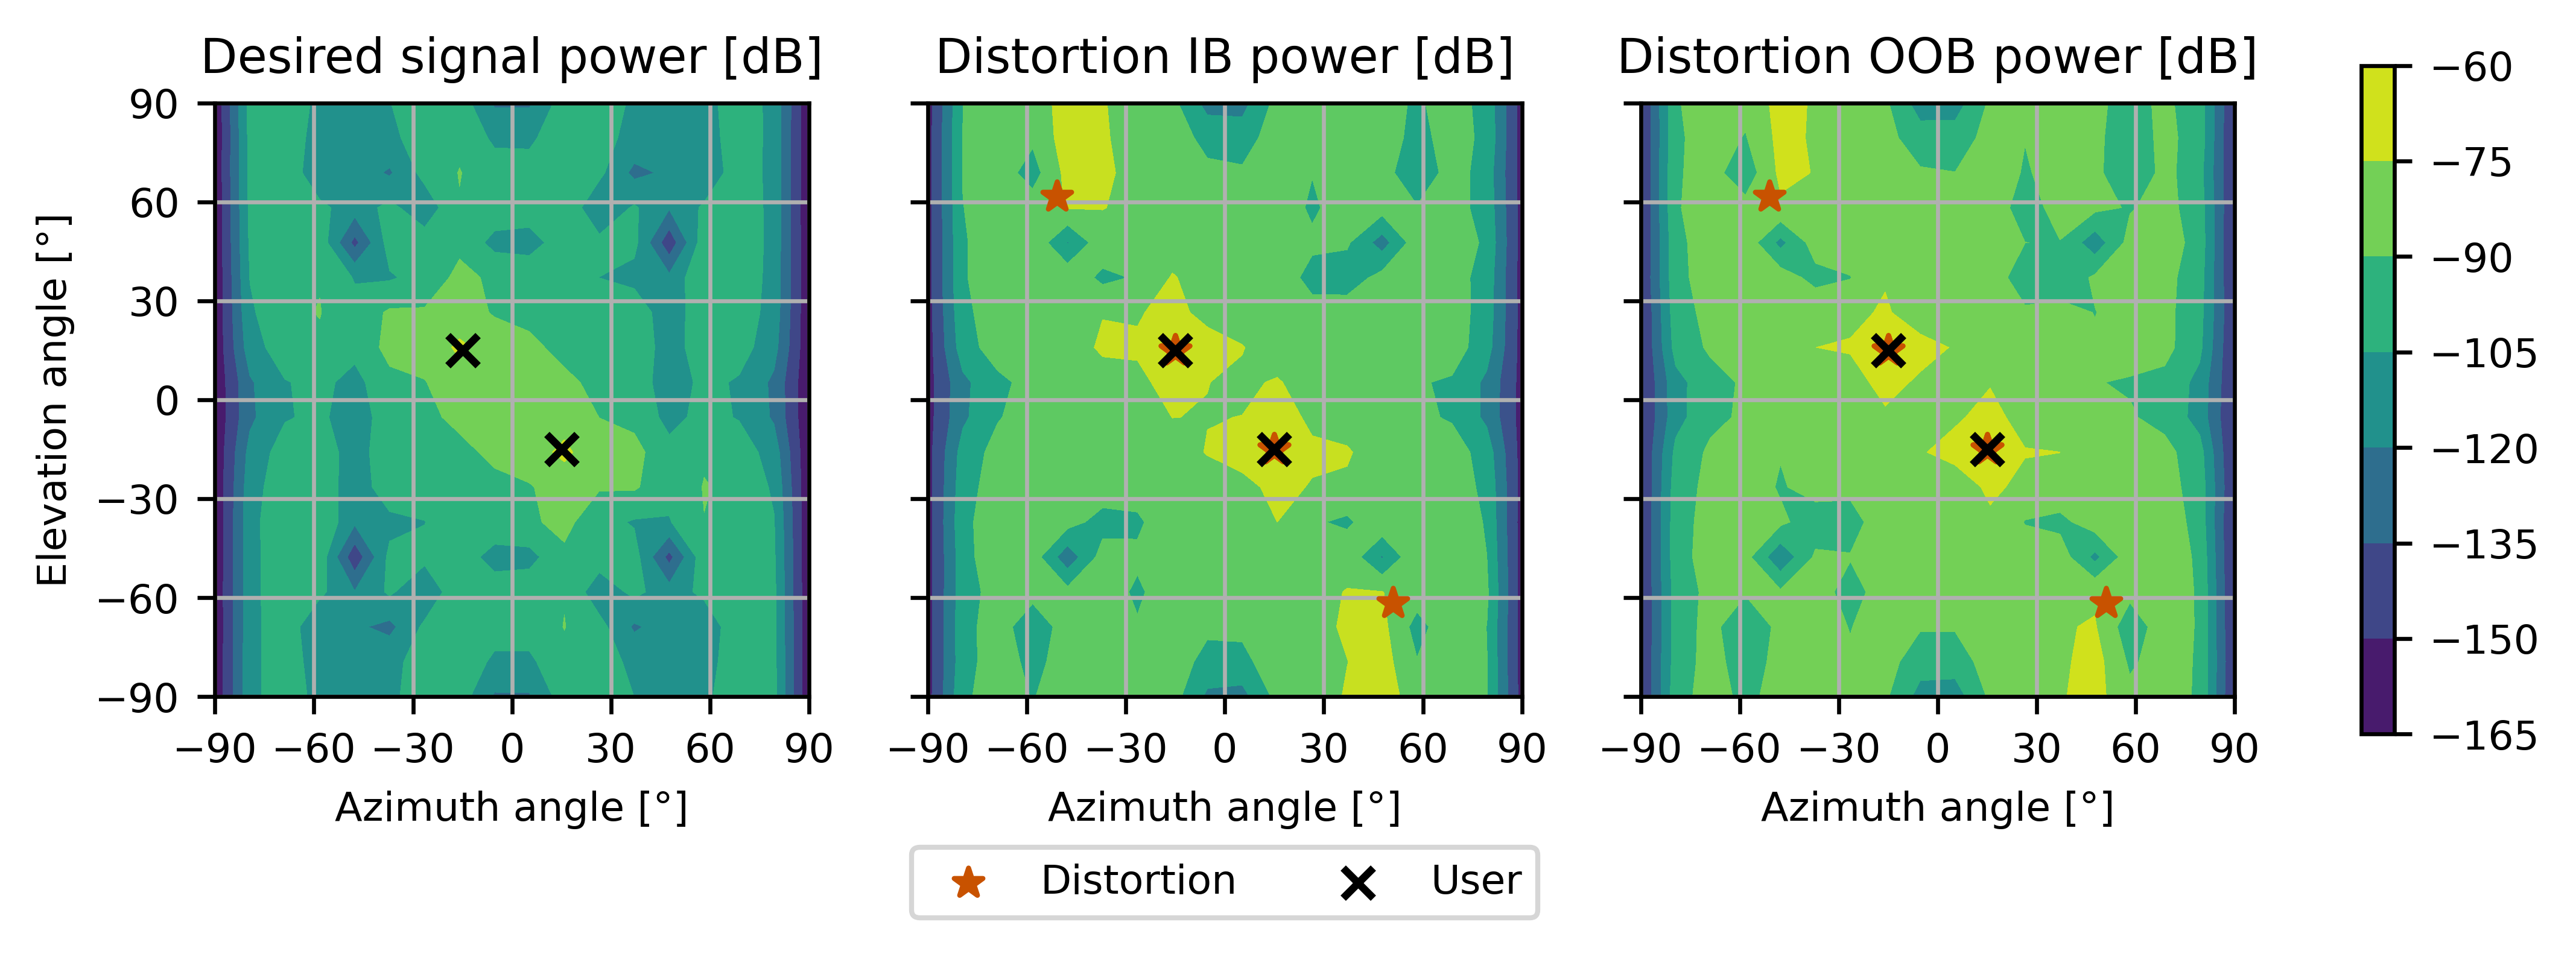 Desired signal power [dB]
Distortion IB power [dB]
Distortion OOB power [dB]
Elevation angle [°]
90
60
30
0
−30
−60
−90
−90 −60 −30 0 30 60 90
−90 −60 −30 0 30 60 90
−90 −60 −30 0 30 60 90
Azimuth angle [°]
Azimuth angle [°]
Azimuth angle [°]
−60
−75
−90
−105
−120
−135
−150
−165
Distortion User